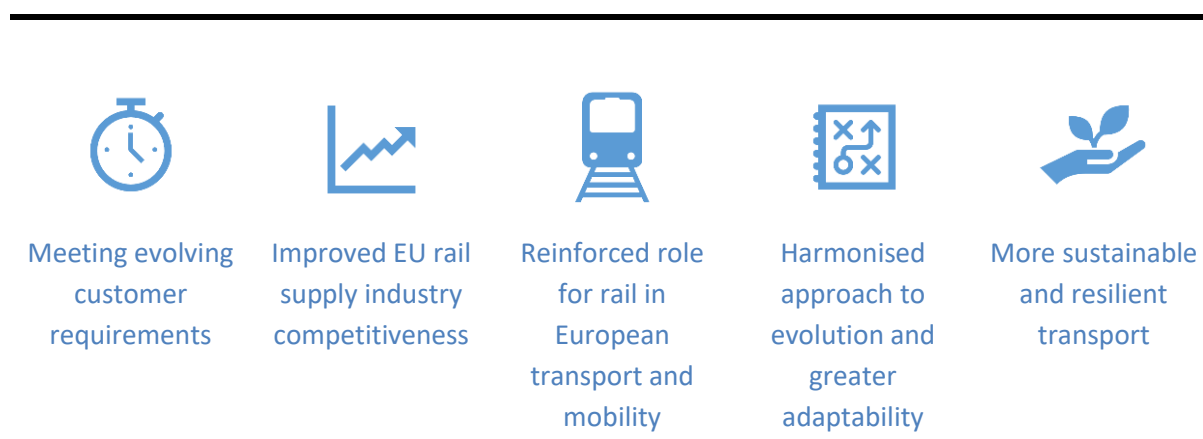 Meeting evolving
customer
requirements
Improved EU rail
supply industry
competitiveness
Reinforced role
for rail in
European
transport and
mobility
Harmonised
approach to
evolution and
greater
adaptability
More sustainable
and resilient
transport